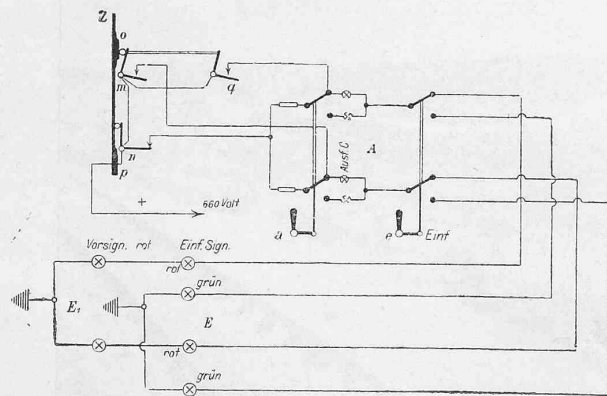 Z
o
m
q
n
p
+
660 Volt
A
Ausf. C
a
e
Einf
Vorsign. rot
Einf. Sign.
rot
grün
E₁
E
rot
grün